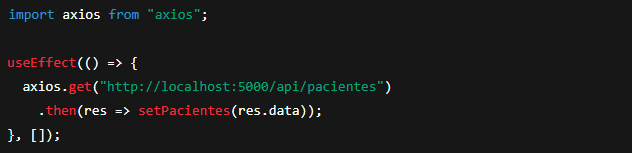 import axios from "axios";

useEffect(() => {
  axios.get("http://localhost:5000/api/pacientes")
    .then(res => setPacientes(res.data));
}, []);